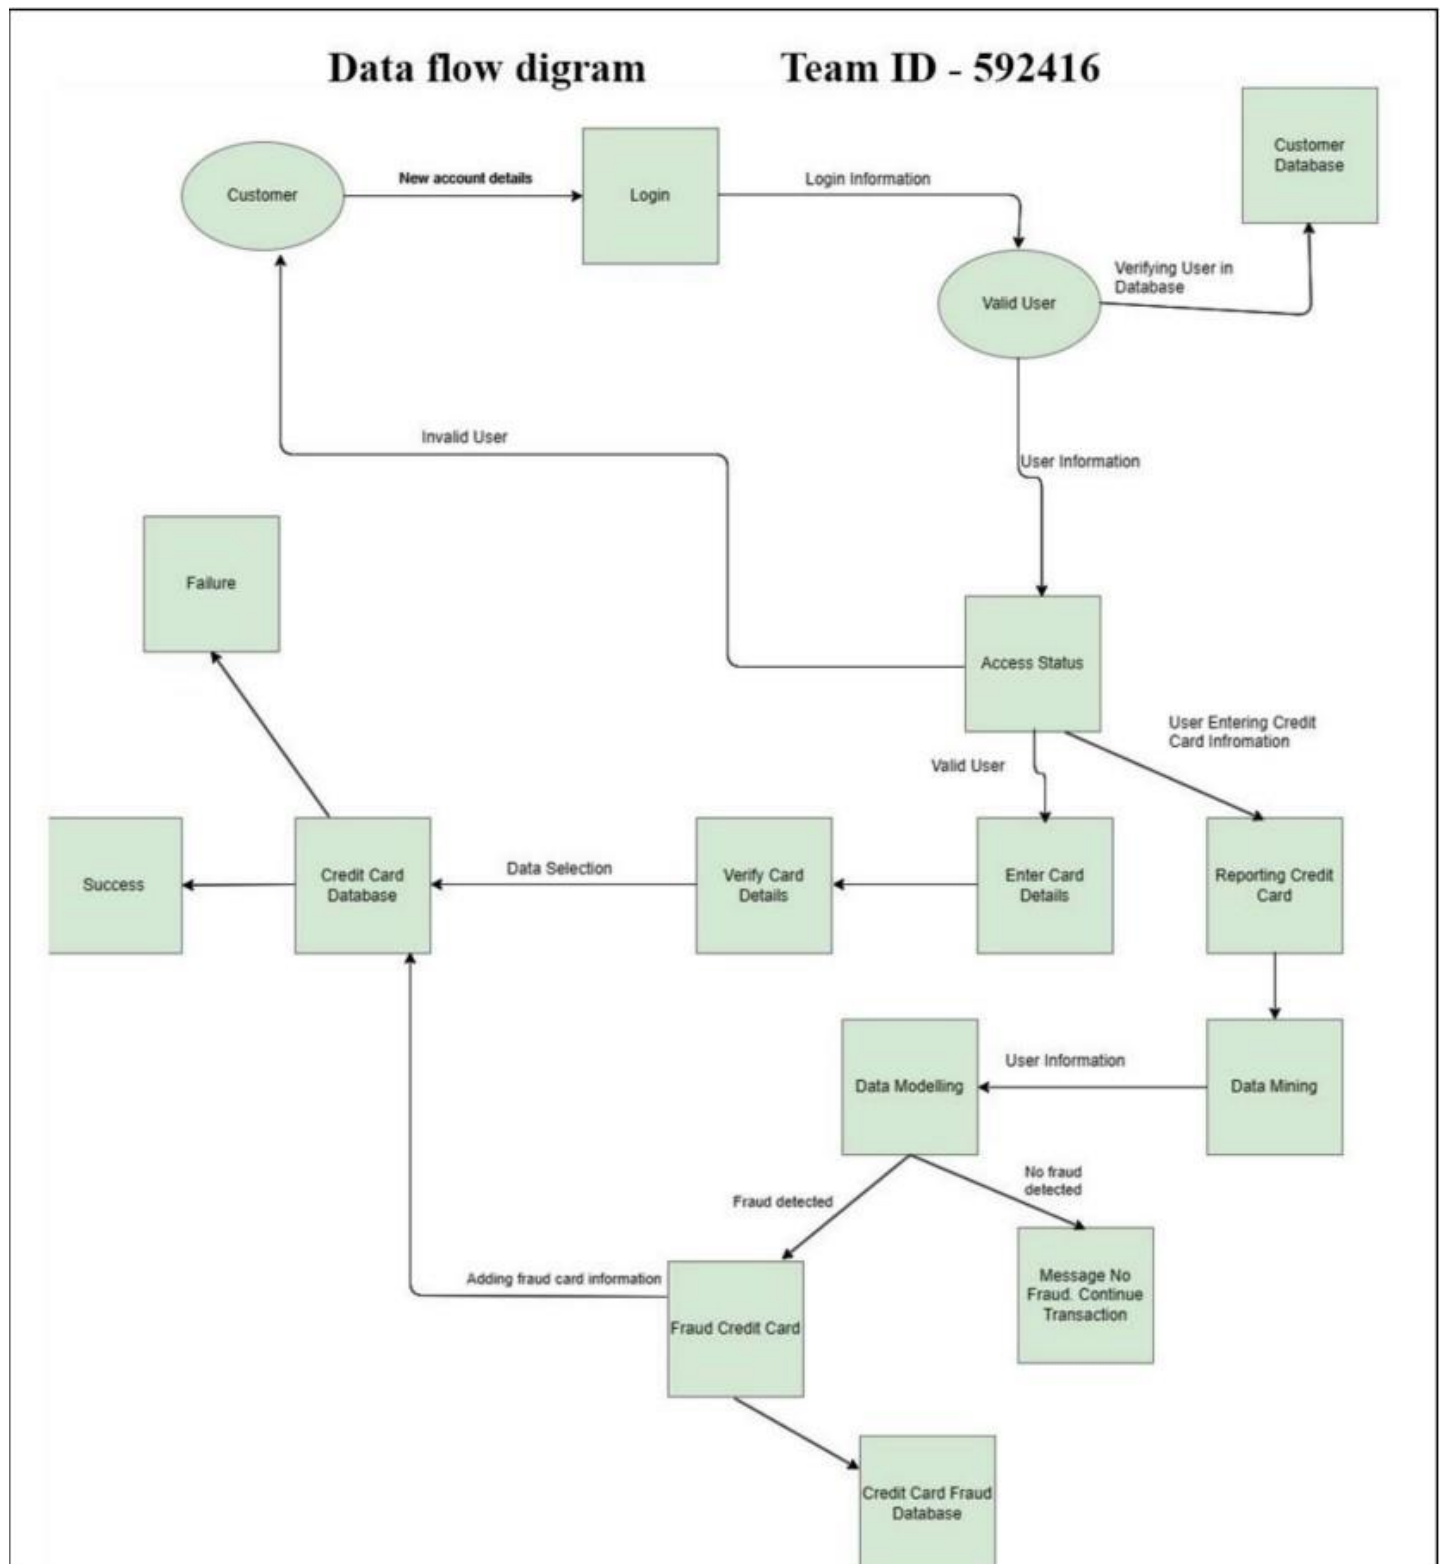 Data flow digram Team ID - 592416
Customer
Database
Customer
New account details
Login
Login Information
Verifying User in
Database
Valid User
Invalid User
User Information
Failure
Access Status
User Entering Credit
Card Infromation
Valid User
Success
Credit Card
Database
Data Selection
Verify Card
Details
Enter Card
Details
Reporting Credit
Card
Data Modelling
User Information
Data Mining
Fraud detected
No fraud
detected
Adding fraud card information
Message No
Fraud. Continue
Transaction
Fraud Credit Card
Credit Card Fraud
Database